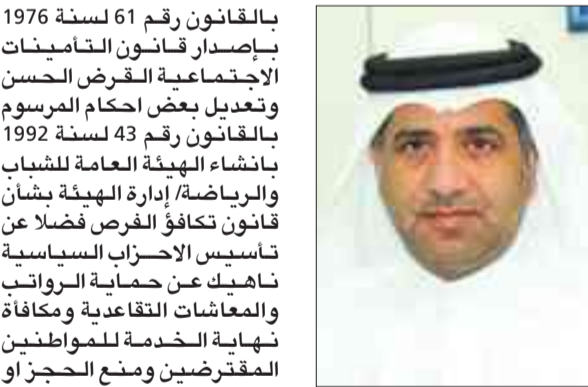 بالقانون رقم 61 لسنة 1976
بإصدار قانون التأمينات
الاجتماعية القرض الحسن
وتعديل بعض احكام المرسوم
بالقانون رقم 43 لسنة 1992
بانشاء الهيئة العامة للشباب
والرياضة/ إدارة الهيئة بشأن
قانون تكافؤ الفرص فضلا عن
تأسيس الاحزاب السياسية
ناهيك عن حماية الرواتب
والمعاشات التقاعدية ومكافأة
نهاية الخدمة للمواطنين
المقترضين ومنع الحجز او